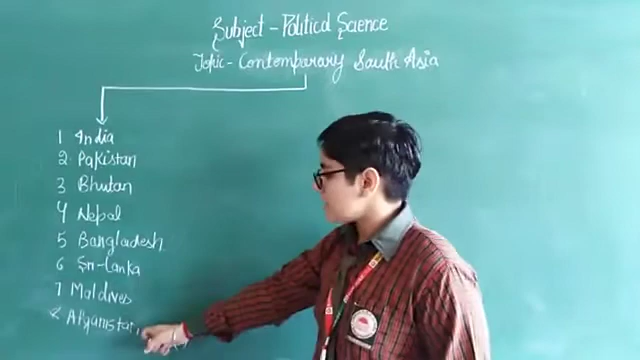 Subject - Political Science
Topic - Contemparary South Asia
1 India
2 Pakistan
3 Bhutan
4 Nepal
5 Bangladesh
6 Sri-Lanka
7 Maldives
8 Afganistan